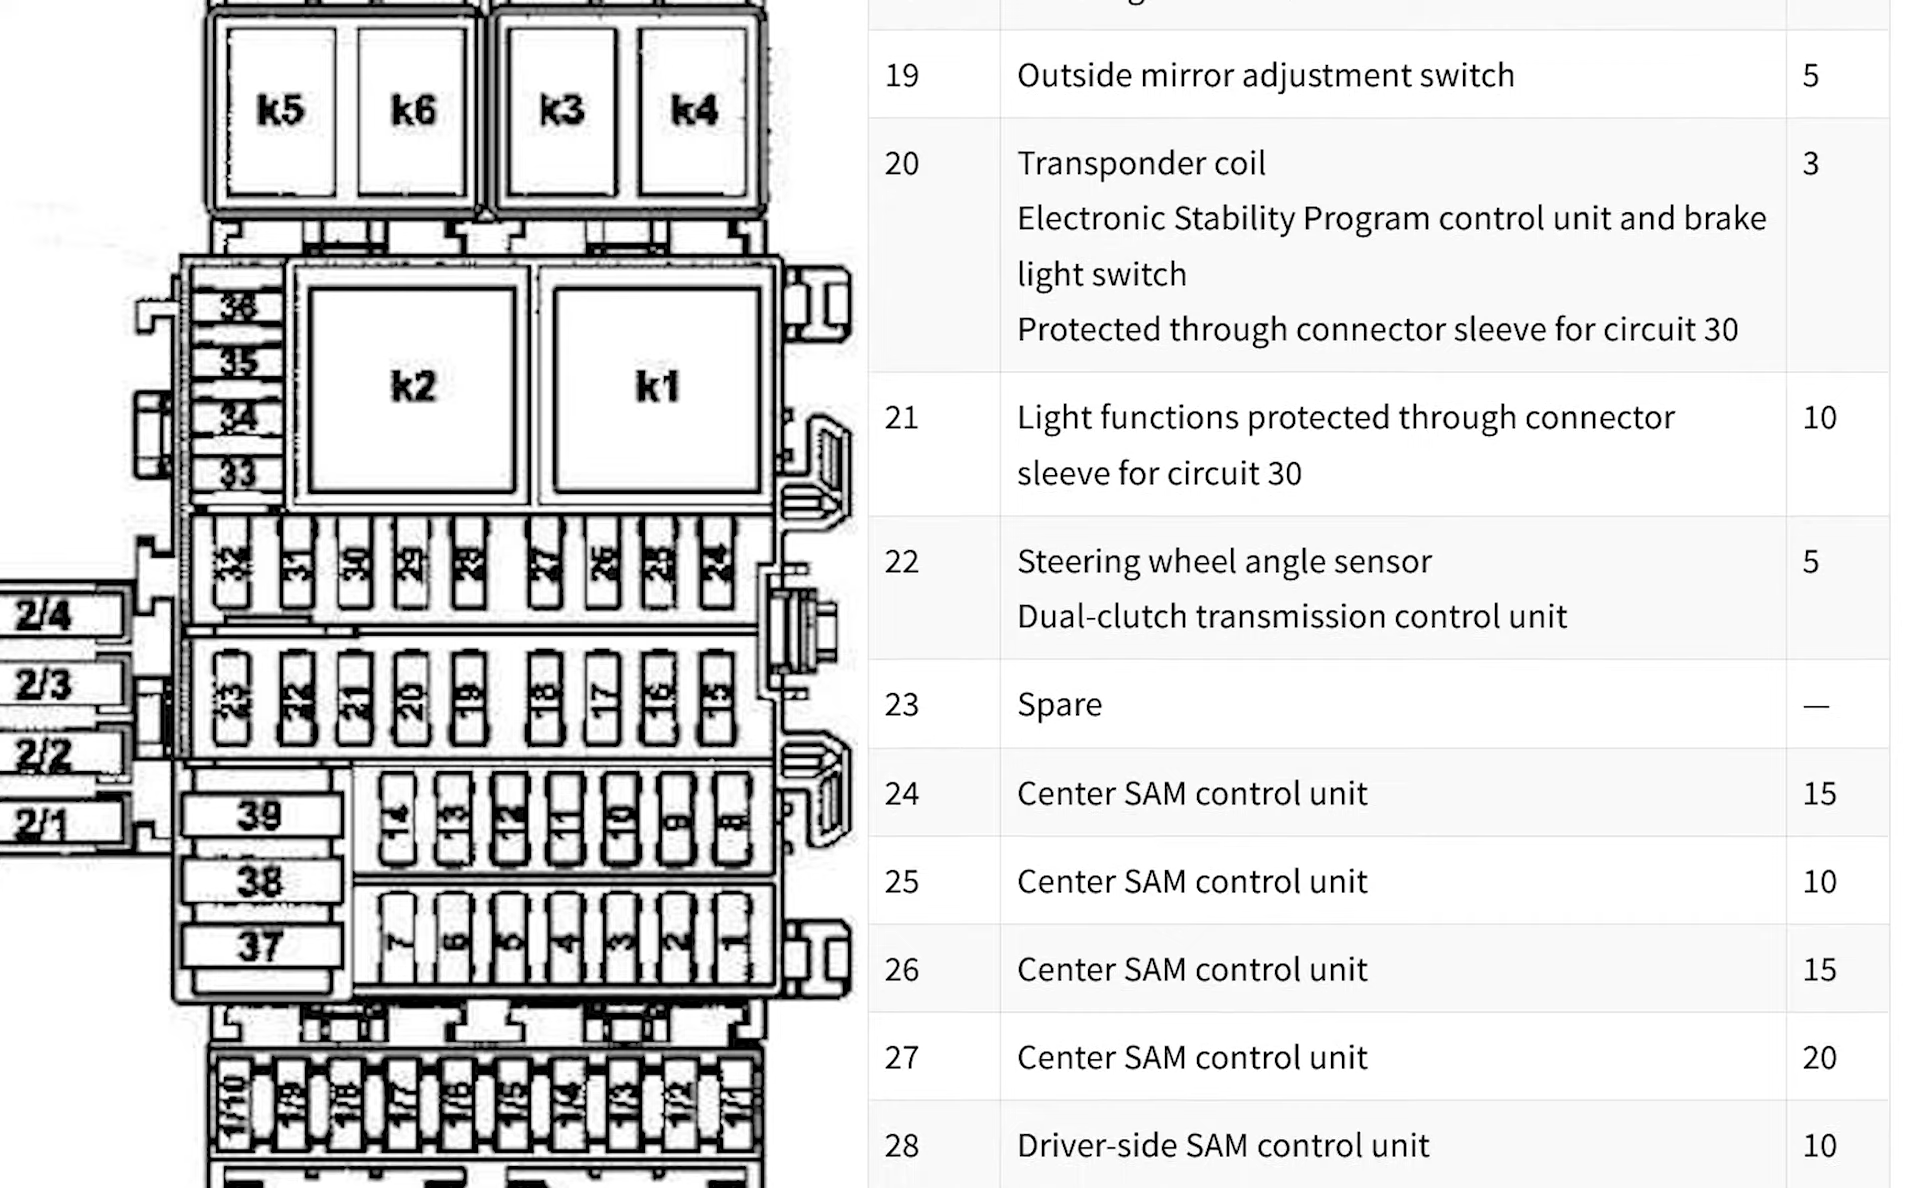 k5 k6 k3 k4
36
35
34
33
k2 k1
32 31 30 29 28 27 26 25 24
2/4
2/3
2/2
2/1
23 22 21 20 19 18 17 16 15
39
38
37
14 13 12 11 10 9 8
7 6 5 4 3 2 1
1/10 1/9 1/8 1/7 1/6 1/5 1/4 1/3 1/2 1/1
19 Outside mirror adjustment switch 5
20 Transponder coil 3
Electronic Stability Program control unit and brake
light switch
Protected through connector sleeve for circuit 30
21 Light functions protected through connector 10
sleeve for circuit 30
22 Steering wheel angle sensor 5
Dual-clutch transmission control unit
23 Spare —
24 Center SAM control unit 15
25 Center SAM control unit 10
26 Center SAM control unit 15
27 Center SAM control unit 20
28 Driver-side SAM control unit 10